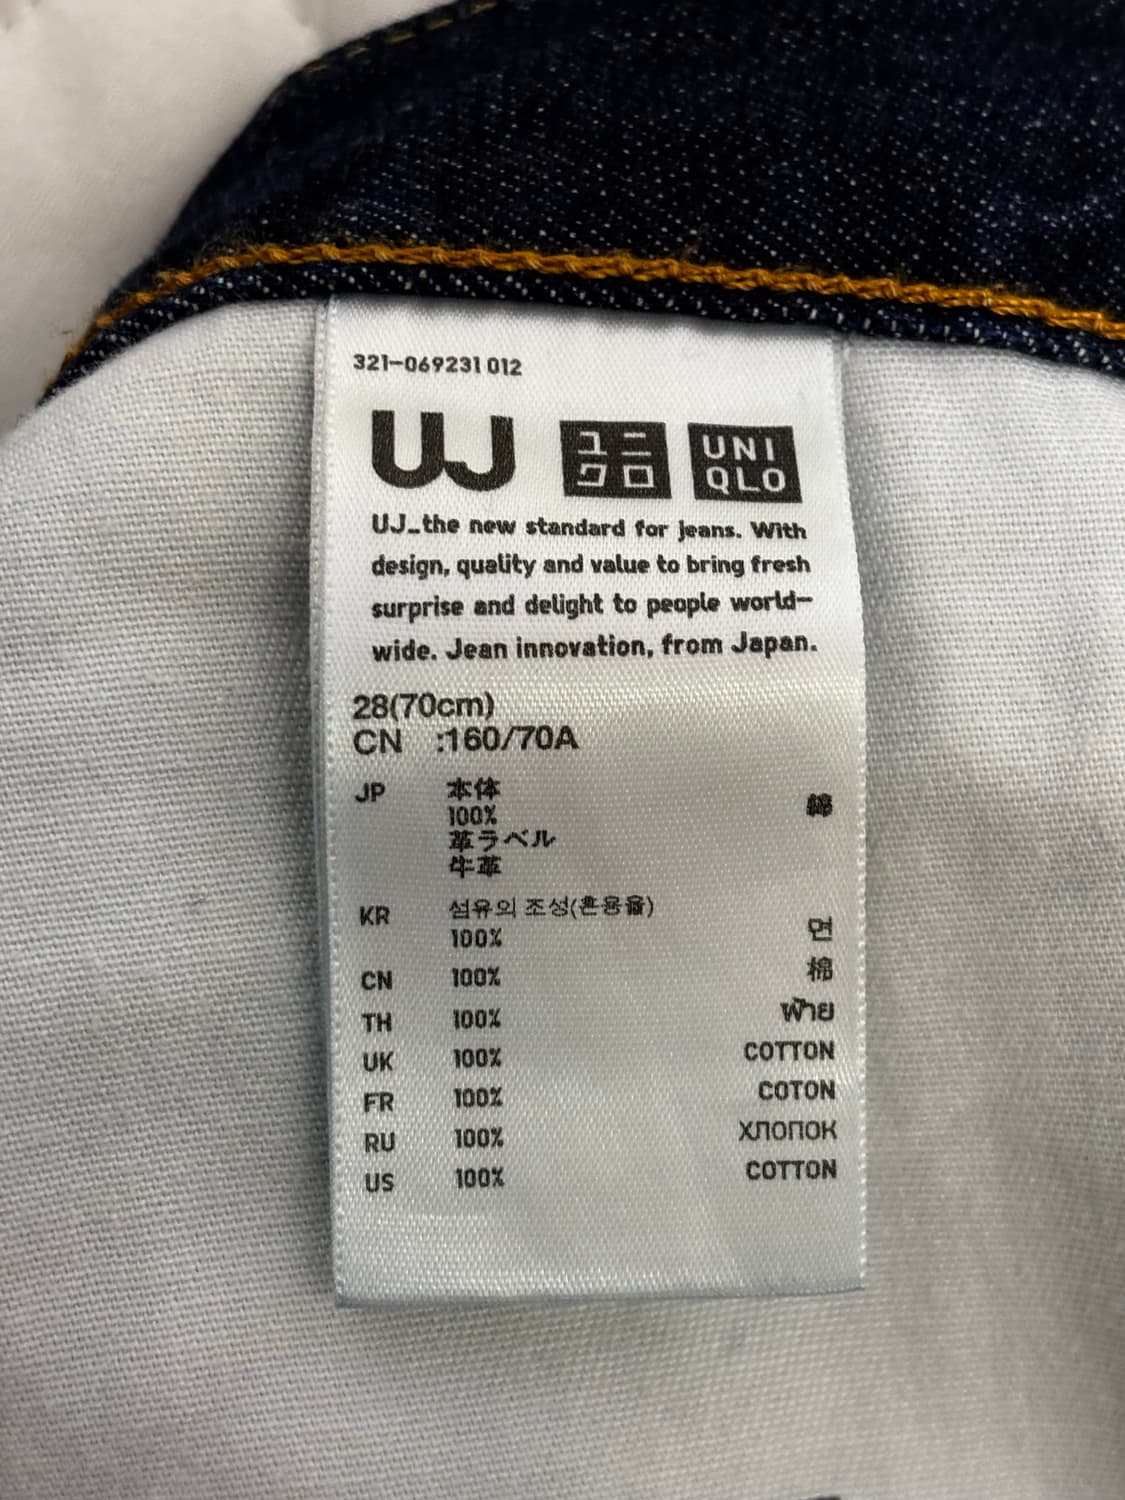 321-069231 012
UJ
ユニ
クロ
UNI
QLO
UJ_the new standard for jeans. With
design, quality and value to bring fresh
surprise and delight to people world-
wide. Jean innovation, from Japan.
28(70cm)
CN :160/70A
JP 本体
100% 綿
革ラベル
牛革
KR 섬유의 조성(혼용율)
100% 면
CN 100% 棉
TH 100% ฝ้าย
UK 100% COTTON
FR 100% COTON
RU 100% ХЛОПОК
US 100% COTTON